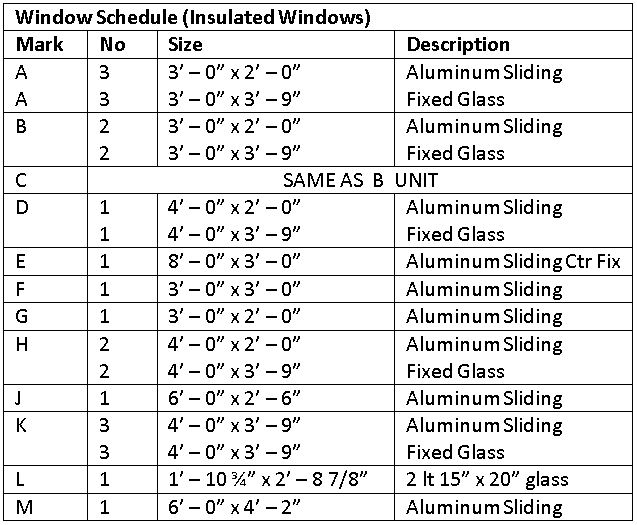 Window Schedule (Insulated Windows)
Mark No Size Description
A 3 3’ – 0” x 2’ – 0” Aluminum Sliding
A 3 3’ – 0” x 3’ – 9” Fixed Glass
B 2 3’ – 0” x 2’ – 0” Aluminum Sliding
2 3’ – 0” x 3’ – 9” Fixed Glass
C SAME AS B UNIT
D 1 4’ – 0” x 2’ – 0” Aluminum Sliding
1 4’ – 0” x 3’ – 9” Fixed Glass
E 1 8’ – 0” x 3’ – 0” Aluminum Sliding Ctr Fix
F 1 3’ – 0” x 3’ – 0” Aluminum Sliding
G 1 3’ – 0” x 2’ – 0” Aluminum Sliding
H 2 4’ – 0” x 2’ – 0” Aluminum Sliding
2 4’ – 0” x 3’ – 9” Fixed Glass
J 1 6’ – 0” x 2’ – 6” Aluminum Sliding
K 3 4’ – 0” x 3’ – 9” Aluminum Sliding
3 4’ – 0” x 3’ – 9” Fixed Glass
L 1 1’ – 10 ¾” x 2’ – 8 7/8” 2 lt 15” x 20” glass
M 1 6’ – 0” x 4’ – 2” Aluminum Sliding